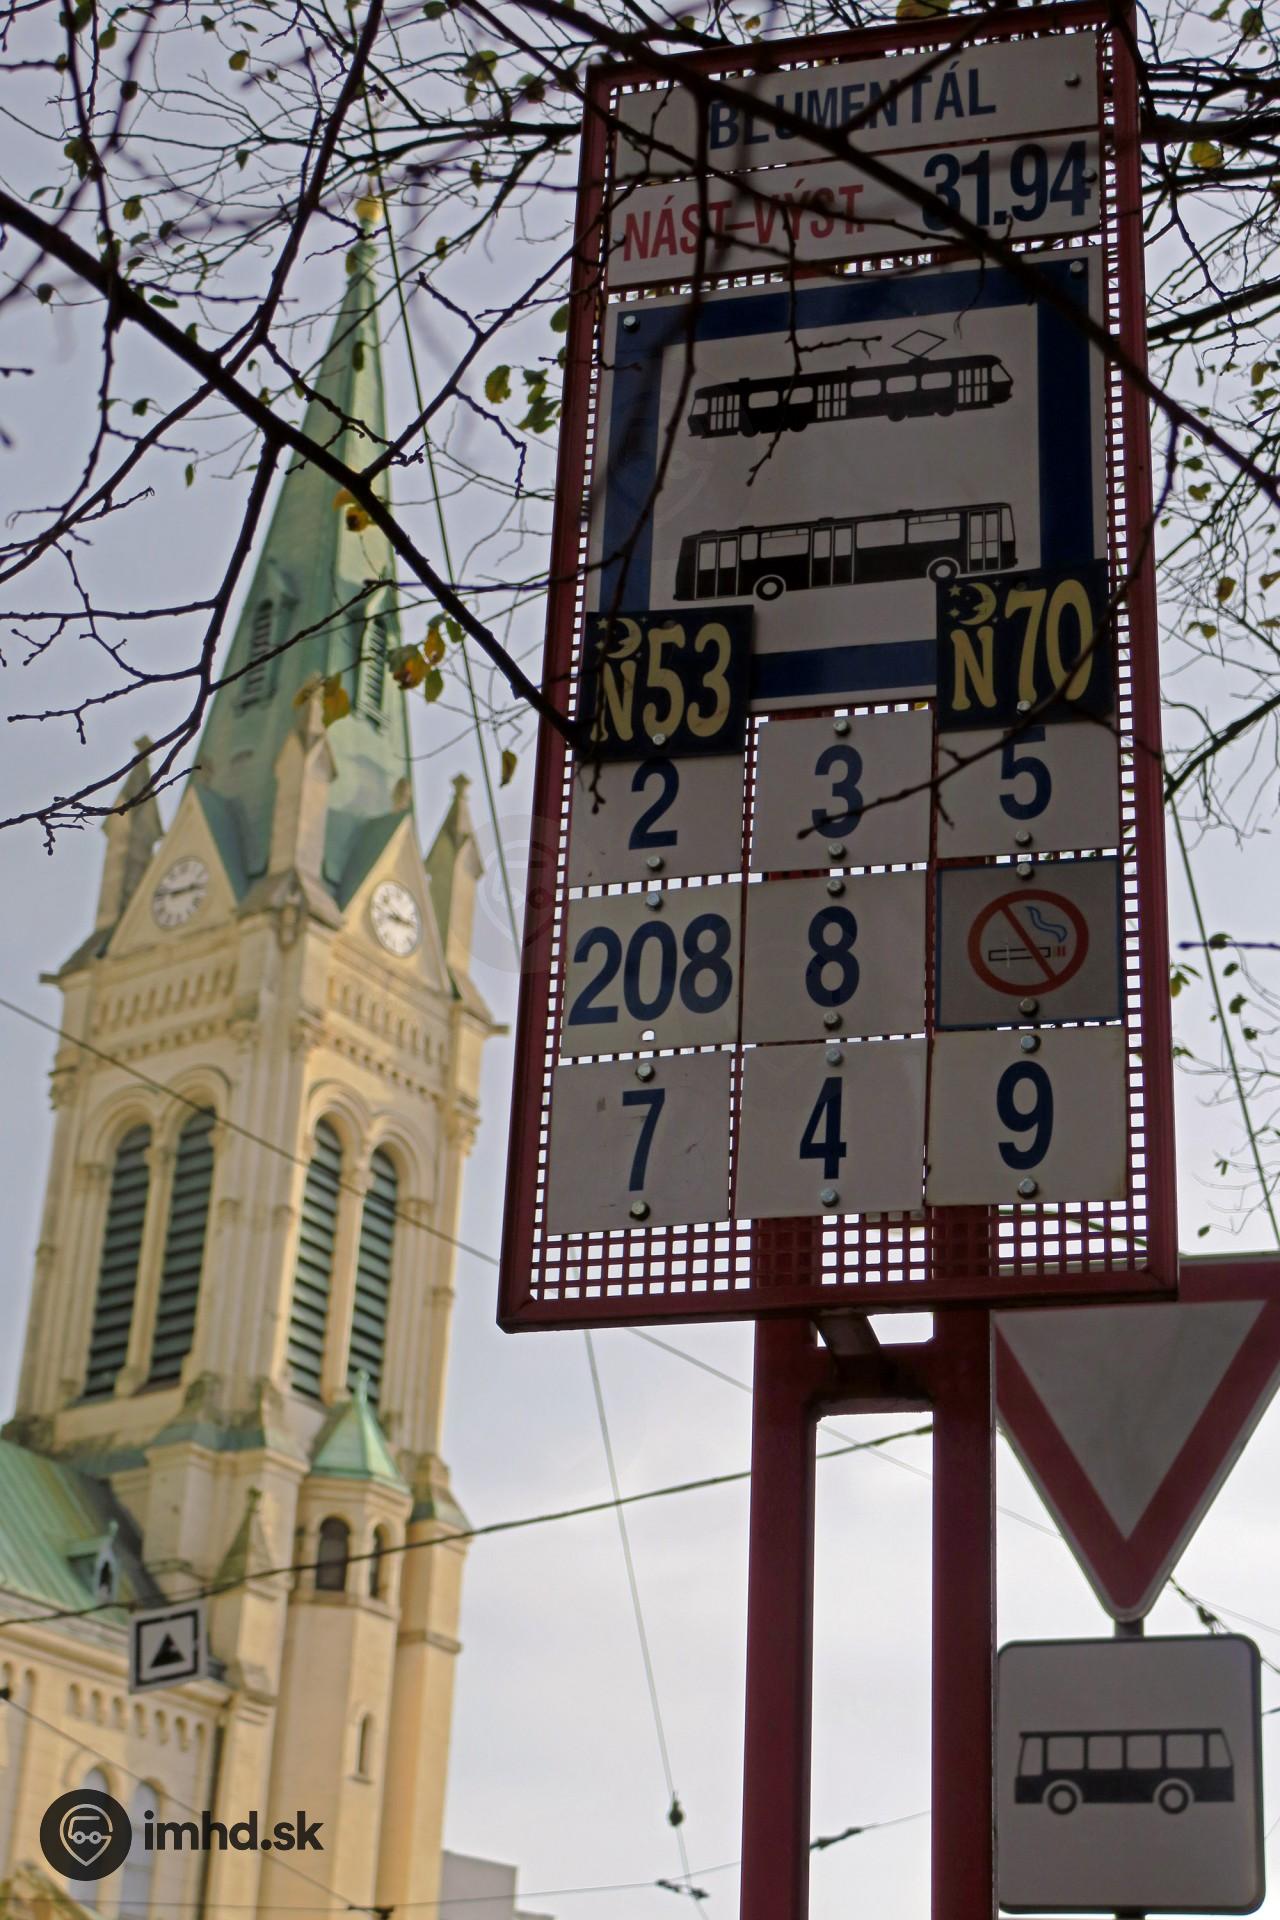 BLUMENTÁL
NÁST–VÝST. 31.94
N53 N70
2 3 5
208 8
7 4 9
imhd.sk